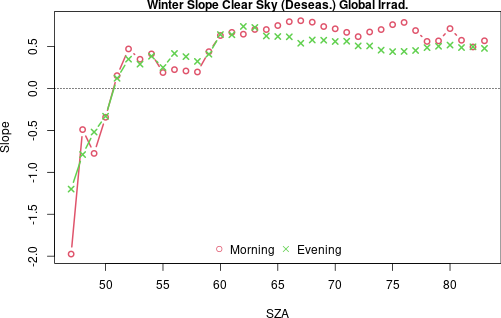 Winter Slope Clear Sky (Deseas.) Global Irrad.
Slope
0.5
0.0
-0.5
-1.0
-1.5
-2.0
Morning
Evening
50
55
60
65
70
75
80
SZA